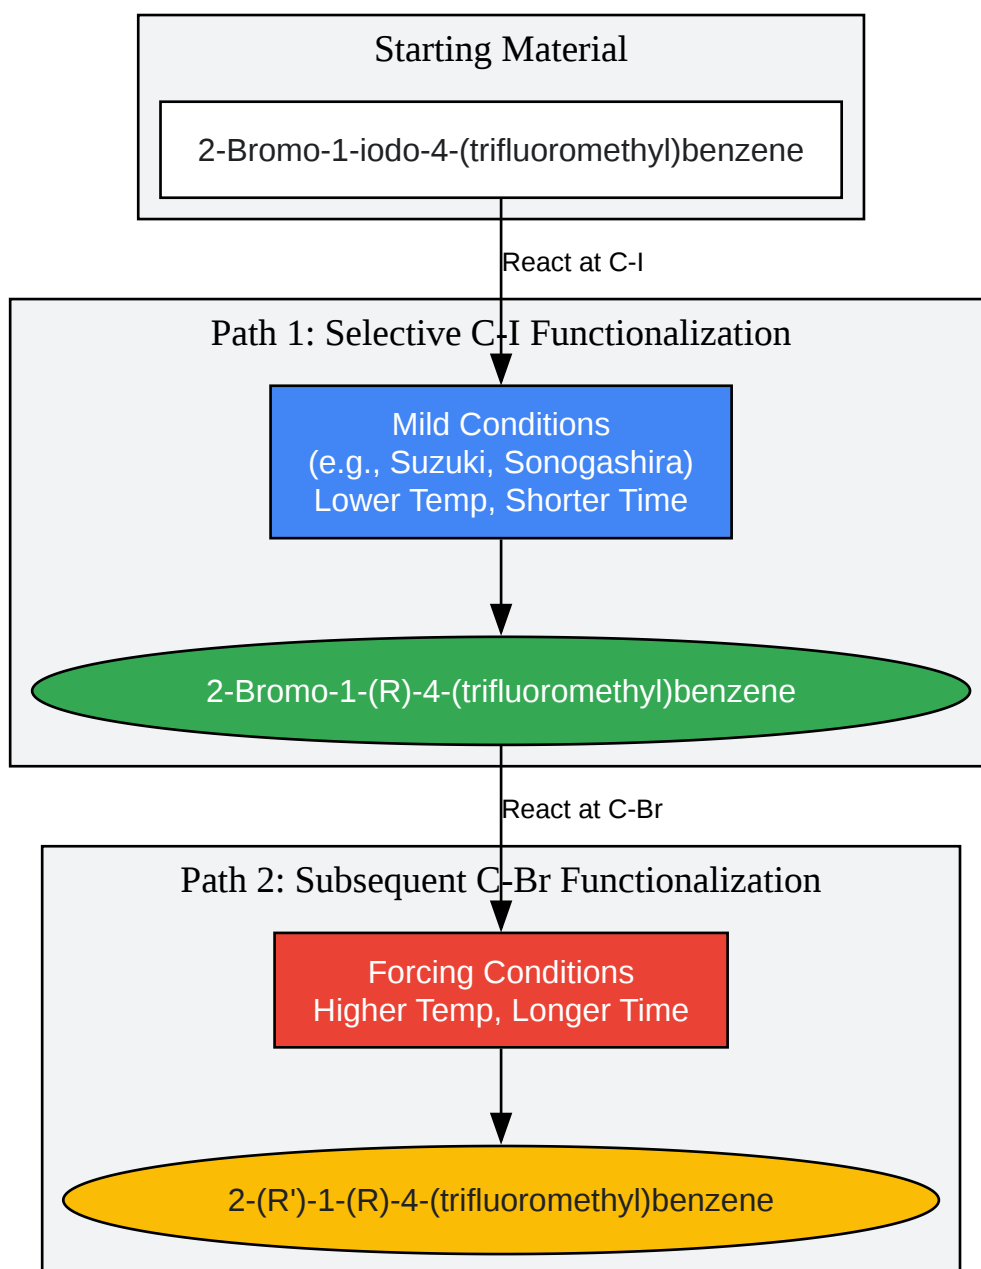 Starting Material
2-Bromo-1-iodo-4-(trifluoromethyl)benzene
React at C-I
Path 1: Selective C-I Functionalization
Mild Conditions
(e.g., Suzuki, Sonogashira)
Lower Temp, Shorter Time
2-Bromo-1-(R)-4-(trifluoromethyl)benzene
React at C-Br
Path 2: Subsequent C-Br Functionalization
Forcing Conditions
Higher Temp, Longer Time
2-(R')-1-(R)-4-(trifluoromethyl)benzene